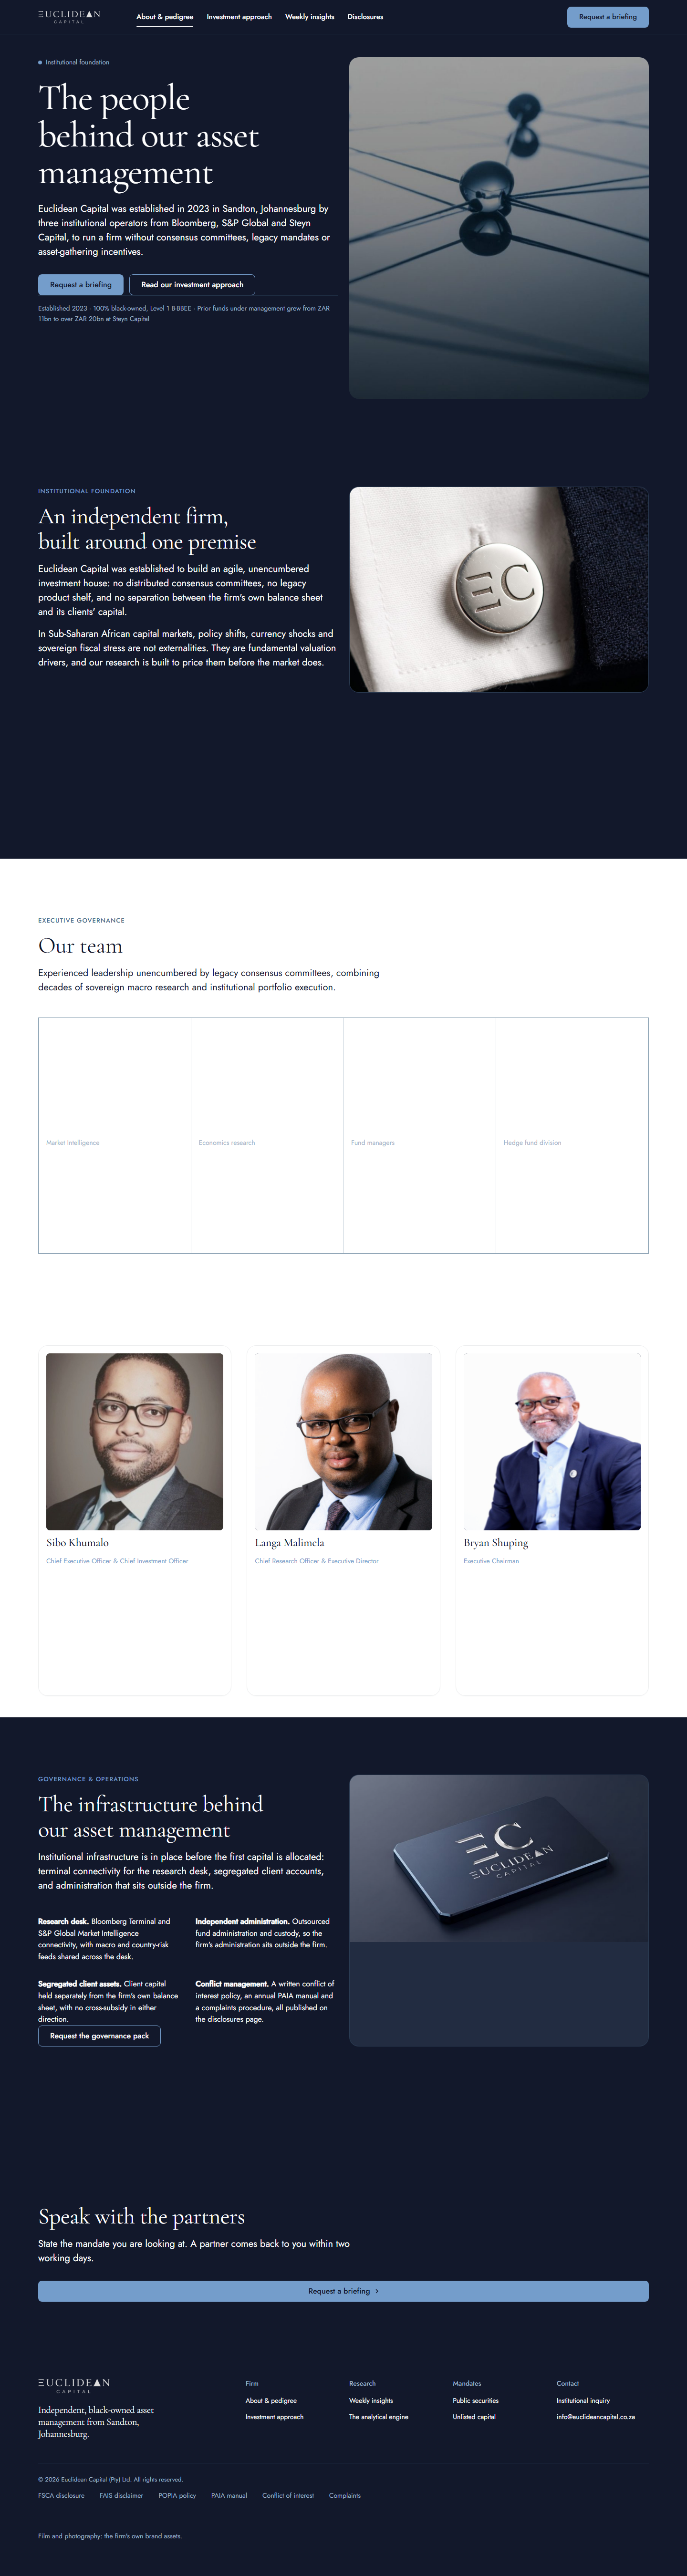 EUCLIDEAN
CAPITAL
About & pedigree
Investment approach
Weekly insights
Disclosures
Request a briefing
Institutional foundation
The people
behind our asset
management
Euclidean Capital was established in 2023 in Sandton, Johannesburg by
three institutional operators from Bloomberg, S&P Global and Steyn
Capital, to run a firm without consensus committees, legacy mandates or
asset-gathering incentives.
Request a briefing
Read our investment approach
Established 2023 · 100% black-owned, Level 1 B-BBEE · Prior funds under management grew from ZAR
11bn to over ZAR 20bn at Steyn Capital
INSTITUTIONAL FOUNDATION
An independent firm,
built around one premise
Euclidean Capital was established to build an agile, unencumbered
investment house: no distributed consensus committees, no legacy
product shelf, and no separation between the firm's own balance sheet
and its clients' capital.
In Sub-Saharan African capital markets, policy shifts, currency shocks and
sovereign fiscal stress are not externalities. They are fundamental valuation
drivers, and our research is built to price them before the market does.
EC
EXECUTIVE GOVERNANCE
Our team
Experienced leadership unencumbered by legacy consensus committees, combining
decades of sovereign macro research and institutional portfolio execution.
Market Intelligence
Economics research
Fund managers
Hedge fund division
Sibo Khumalo
Chief Executive Officer & Chief Investment Officer
Langa Malimela
Chief Research Officer & Executive Director
Bryan Shuping
Executive Chairman
GOVERNANCE & OPERATIONS
The infrastructure behind
our asset management
Institutional infrastructure is in place before the first capital is allocated:
terminal connectivity for the research desk, segregated client accounts,
and administration that sits outside the firm.
Research desk. Bloomberg Terminal and
S&P Global Market Intelligence
connectivity, with macro and country-risk
feeds shared across the desk.
Independent administration. Outsourced
fund administration and custody, so the
firm's administration sits outside the firm.
Segregated client assets. Client capital
held separately from the firm's own balance
sheet, with no cross-subsidy in either
direction.
Conflict management. A written conflict of
interest policy, an annual PAIA manual and
a complaints procedure, all published on
the disclosures page.
Request the governance pack
EC
EUCLIDEAN
CAPITAL
Speak with the partners
State the mandate you are looking at. A partner comes back to you within two
working days.
Request a briefing ›
EUCLIDEAN
CAPITAL
Independent, black-owned asset
management from Sandton,
Johannesburg.
Firm
About & pedigree
Investment approach
Research
Weekly insights
The analytical engine
Mandates
Public securities
Unlisted capital
Contact
Institutional inquiry
info@euclideancapital.co.za
© 2026 Euclidean Capital (Pty) Ltd. All rights reserved.
FSCA disclosure
FAIS disclaimer
POPIA policy
PAIA manual
Conflict of interest
Complaints
Film and photography: the firm's own brand assets.